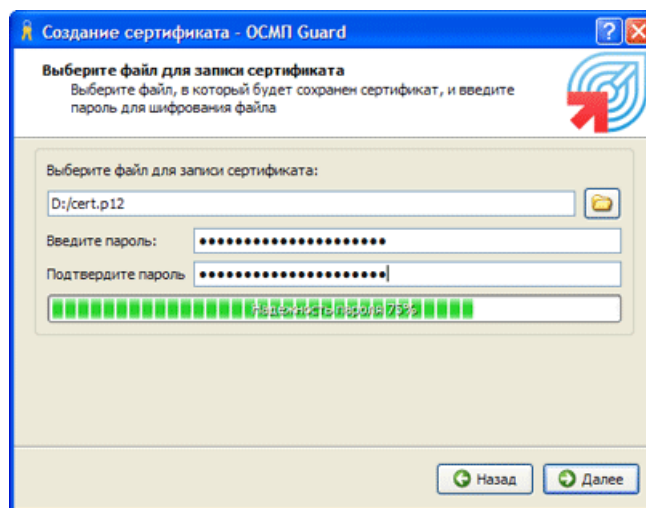 Создание сертификата - ОСМП Guard
Выберите файл для записи сертификата
Выберите файл, в который будет сохранен сертификат, и введите
пароль для шифрования файла
Выберите файл для записи сертификата:
D:/cert.p12
Введите пароль: ●●●●●●●●●●●●●●●●●●●●●
Подтвердите пароль ●●●●●●●●●●●●●●●●●●●●●
Надежность пароля 75%
Назад Далее